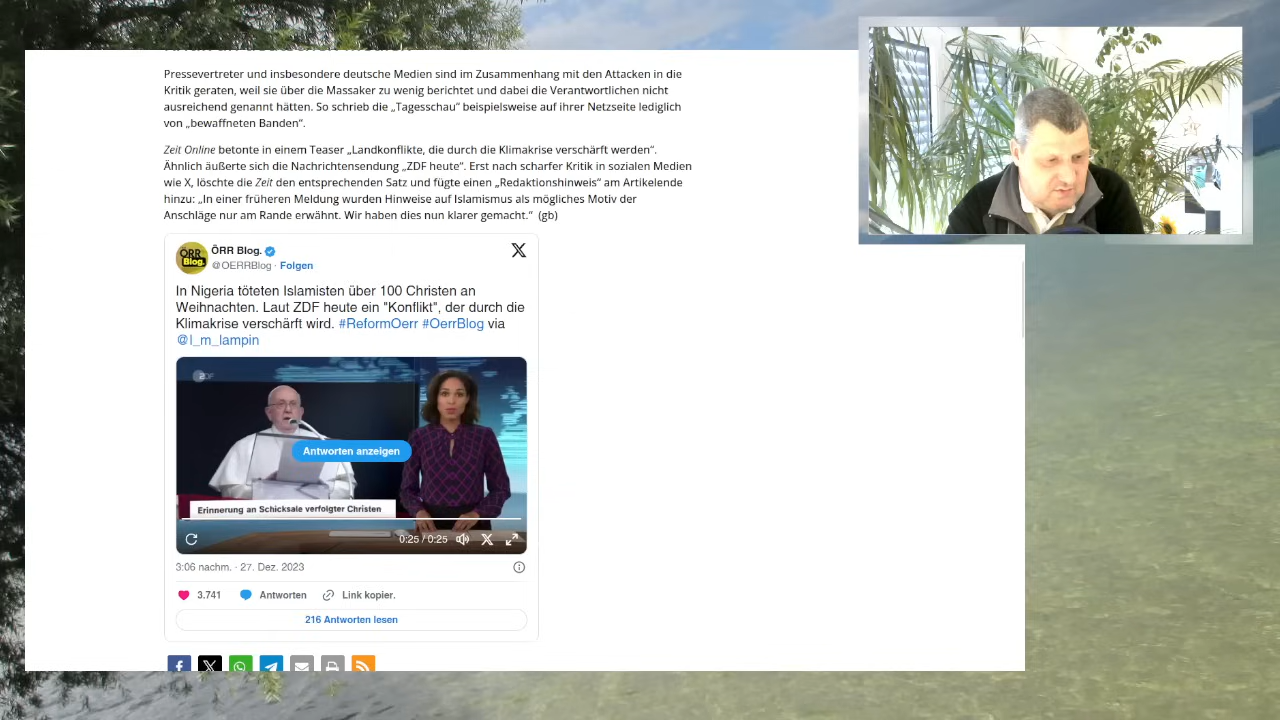 Pressevertreter und insbesondere deutsche Medien sind im Zusammenhang mit den Attacken in die
Kritik geraten, weil sie über die Massaker zu wenig berichtet und dabei die Verantwortlichen nicht
ausreichend genannt hätten. So schrieb die „Tagesschau“ beispielsweise auf ihrer Netzseite lediglich
von „bewaffneten Banden“.
Zeit Online betonte in einem Teaser „Landkonflikte, die durch die Klimakrise verschärft werden“.
Ähnlich äußerte sich die Nachrichtensendung „ZDF heute“. Erst nach scharfer Kritik in sozialen Medien
wie X, löschte die Zeit den entsprechenden Satz und fügte einen „Redaktionshinweis“ am Artikelende
hinzu: „In einer früheren Meldung wurden Hinweise auf Islamismus als mögliches Motiv der
Anschläge nur am Rande erwähnt. Wir haben dies nun klarer gemacht.“ (gb)
ÖRR Blog.
@OERRBlog · Folgen
ÖRR
Blog.
In Nigeria töteten Islamisten über 100 Christen an
Weihnachten. Laut ZDF heute ein "Konflikt", der durch die
Klimakrise verschärft wird. #ReformOerr #OerrBlog via
@l_m_lampin
ZDF
Antworten anzeigen
Erinnerung an Schicksale verfolgter Christen
0:25 / 0:25
3:06 nachm. · 27. Dez. 2023
3.741 Antworten Link kopier.
216 Antworten lesen